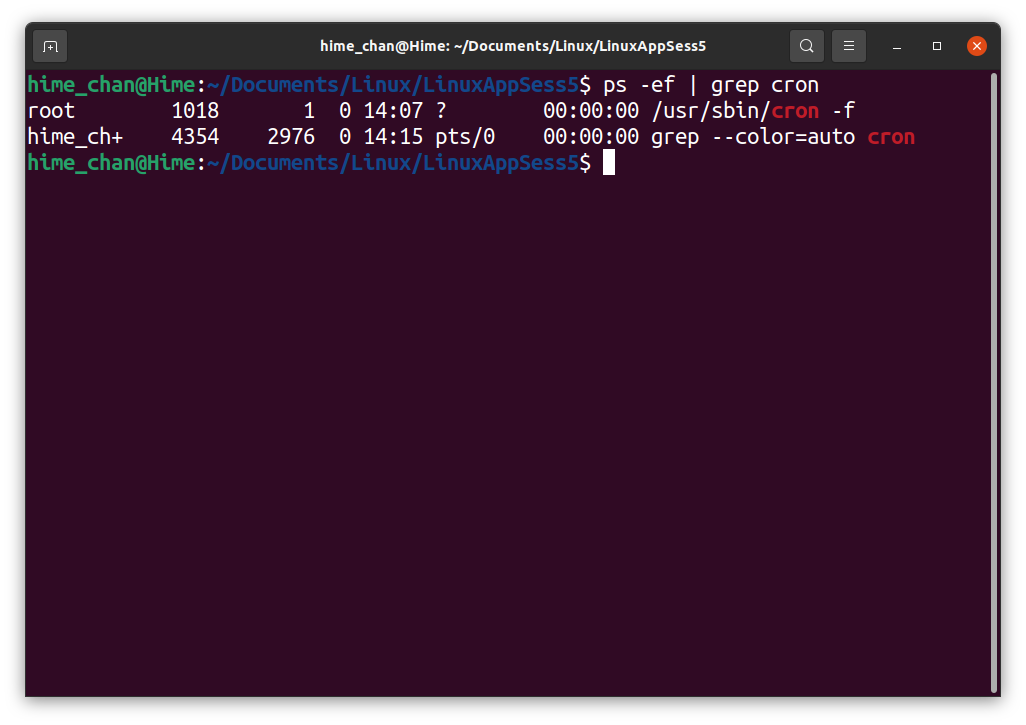 hime_chan@Hime: ~/Documents/Linux/LinuxAppSess5
hime_chan@Hime:~/Documents/Linux/LinuxAppSess5$ ps -ef | grep cron
root        1018       1  0 14:07 ?        00:00:00 /usr/sbin/cron -f
hime_ch+    4354    2976  0 14:15 pts/0    00:00:00 grep --color=auto cron
hime_chan@Hime:~/Documents/Linux/LinuxAppSess5$